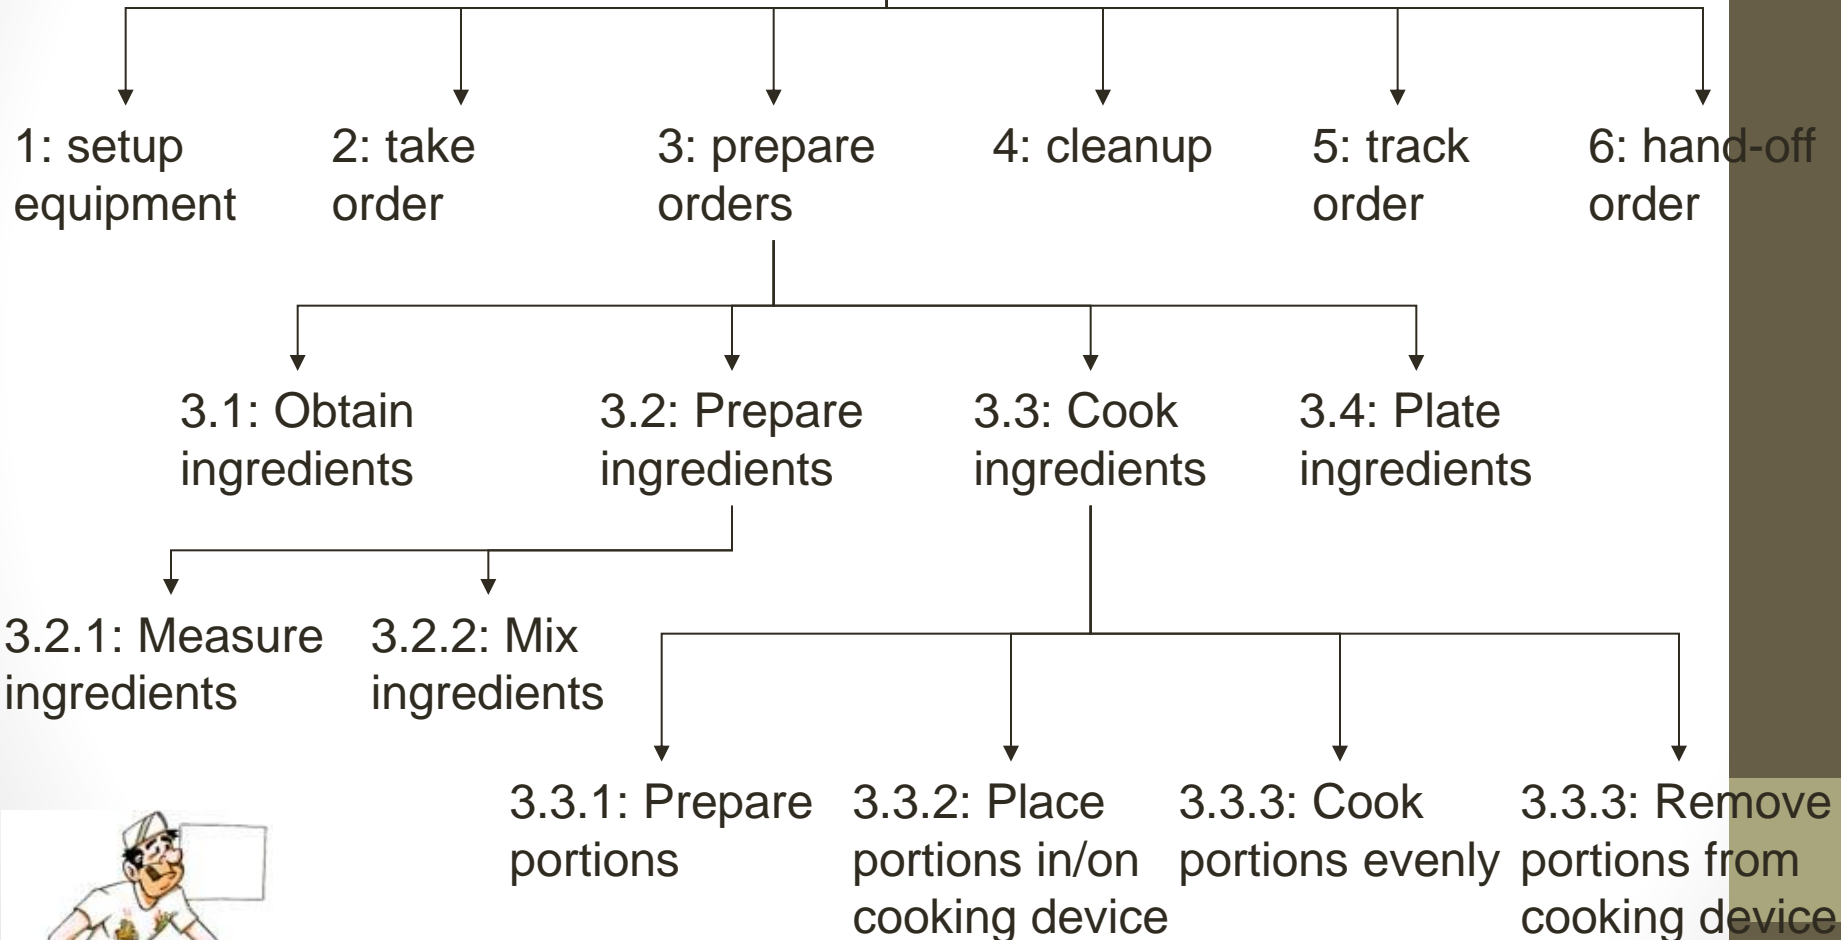 1: setup
equipment
2: take
order
3: prepare
orders
4: cleanup
5: track
order
6: hand-off
order
3.1: Obtain
ingredients
3.2: Prepare
ingredients
3.3: Cook
ingredients
3.4: Plate
ingredients
3.2.1: Measure
ingredients
3.2.2: Mix
ingredients
3.3.1: Prepare
portions
3.3.2: Place
portions in/on
cooking device
3.3.3: Cook
portions evenly
3.3.3: Remove
portions from
cooking device